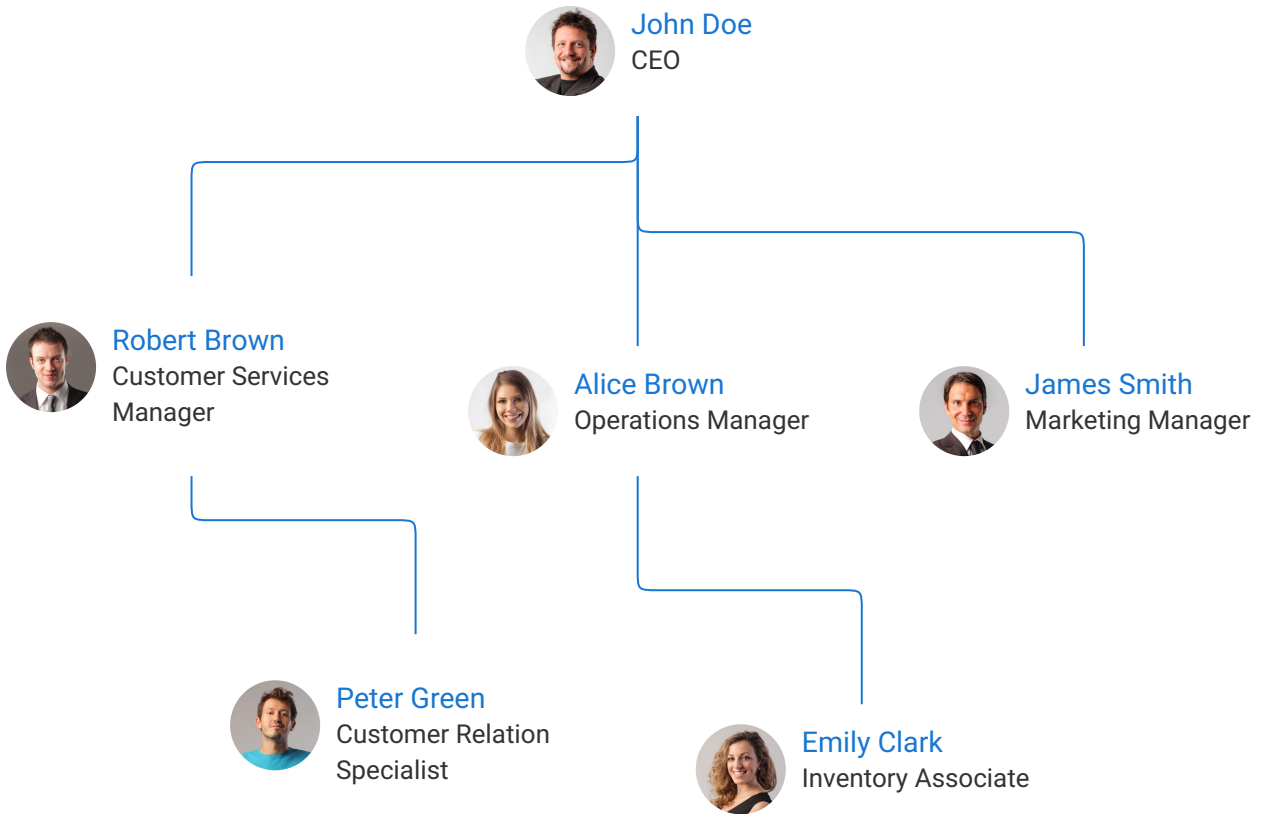 John Doe
CEO
Robert Brown
Customer Services
Manager
Alice Brown
Operations Manager
James Smith
Marketing Manager
Peter Green
Customer Relation
Specialist
Emily Clark
Inventory Associate